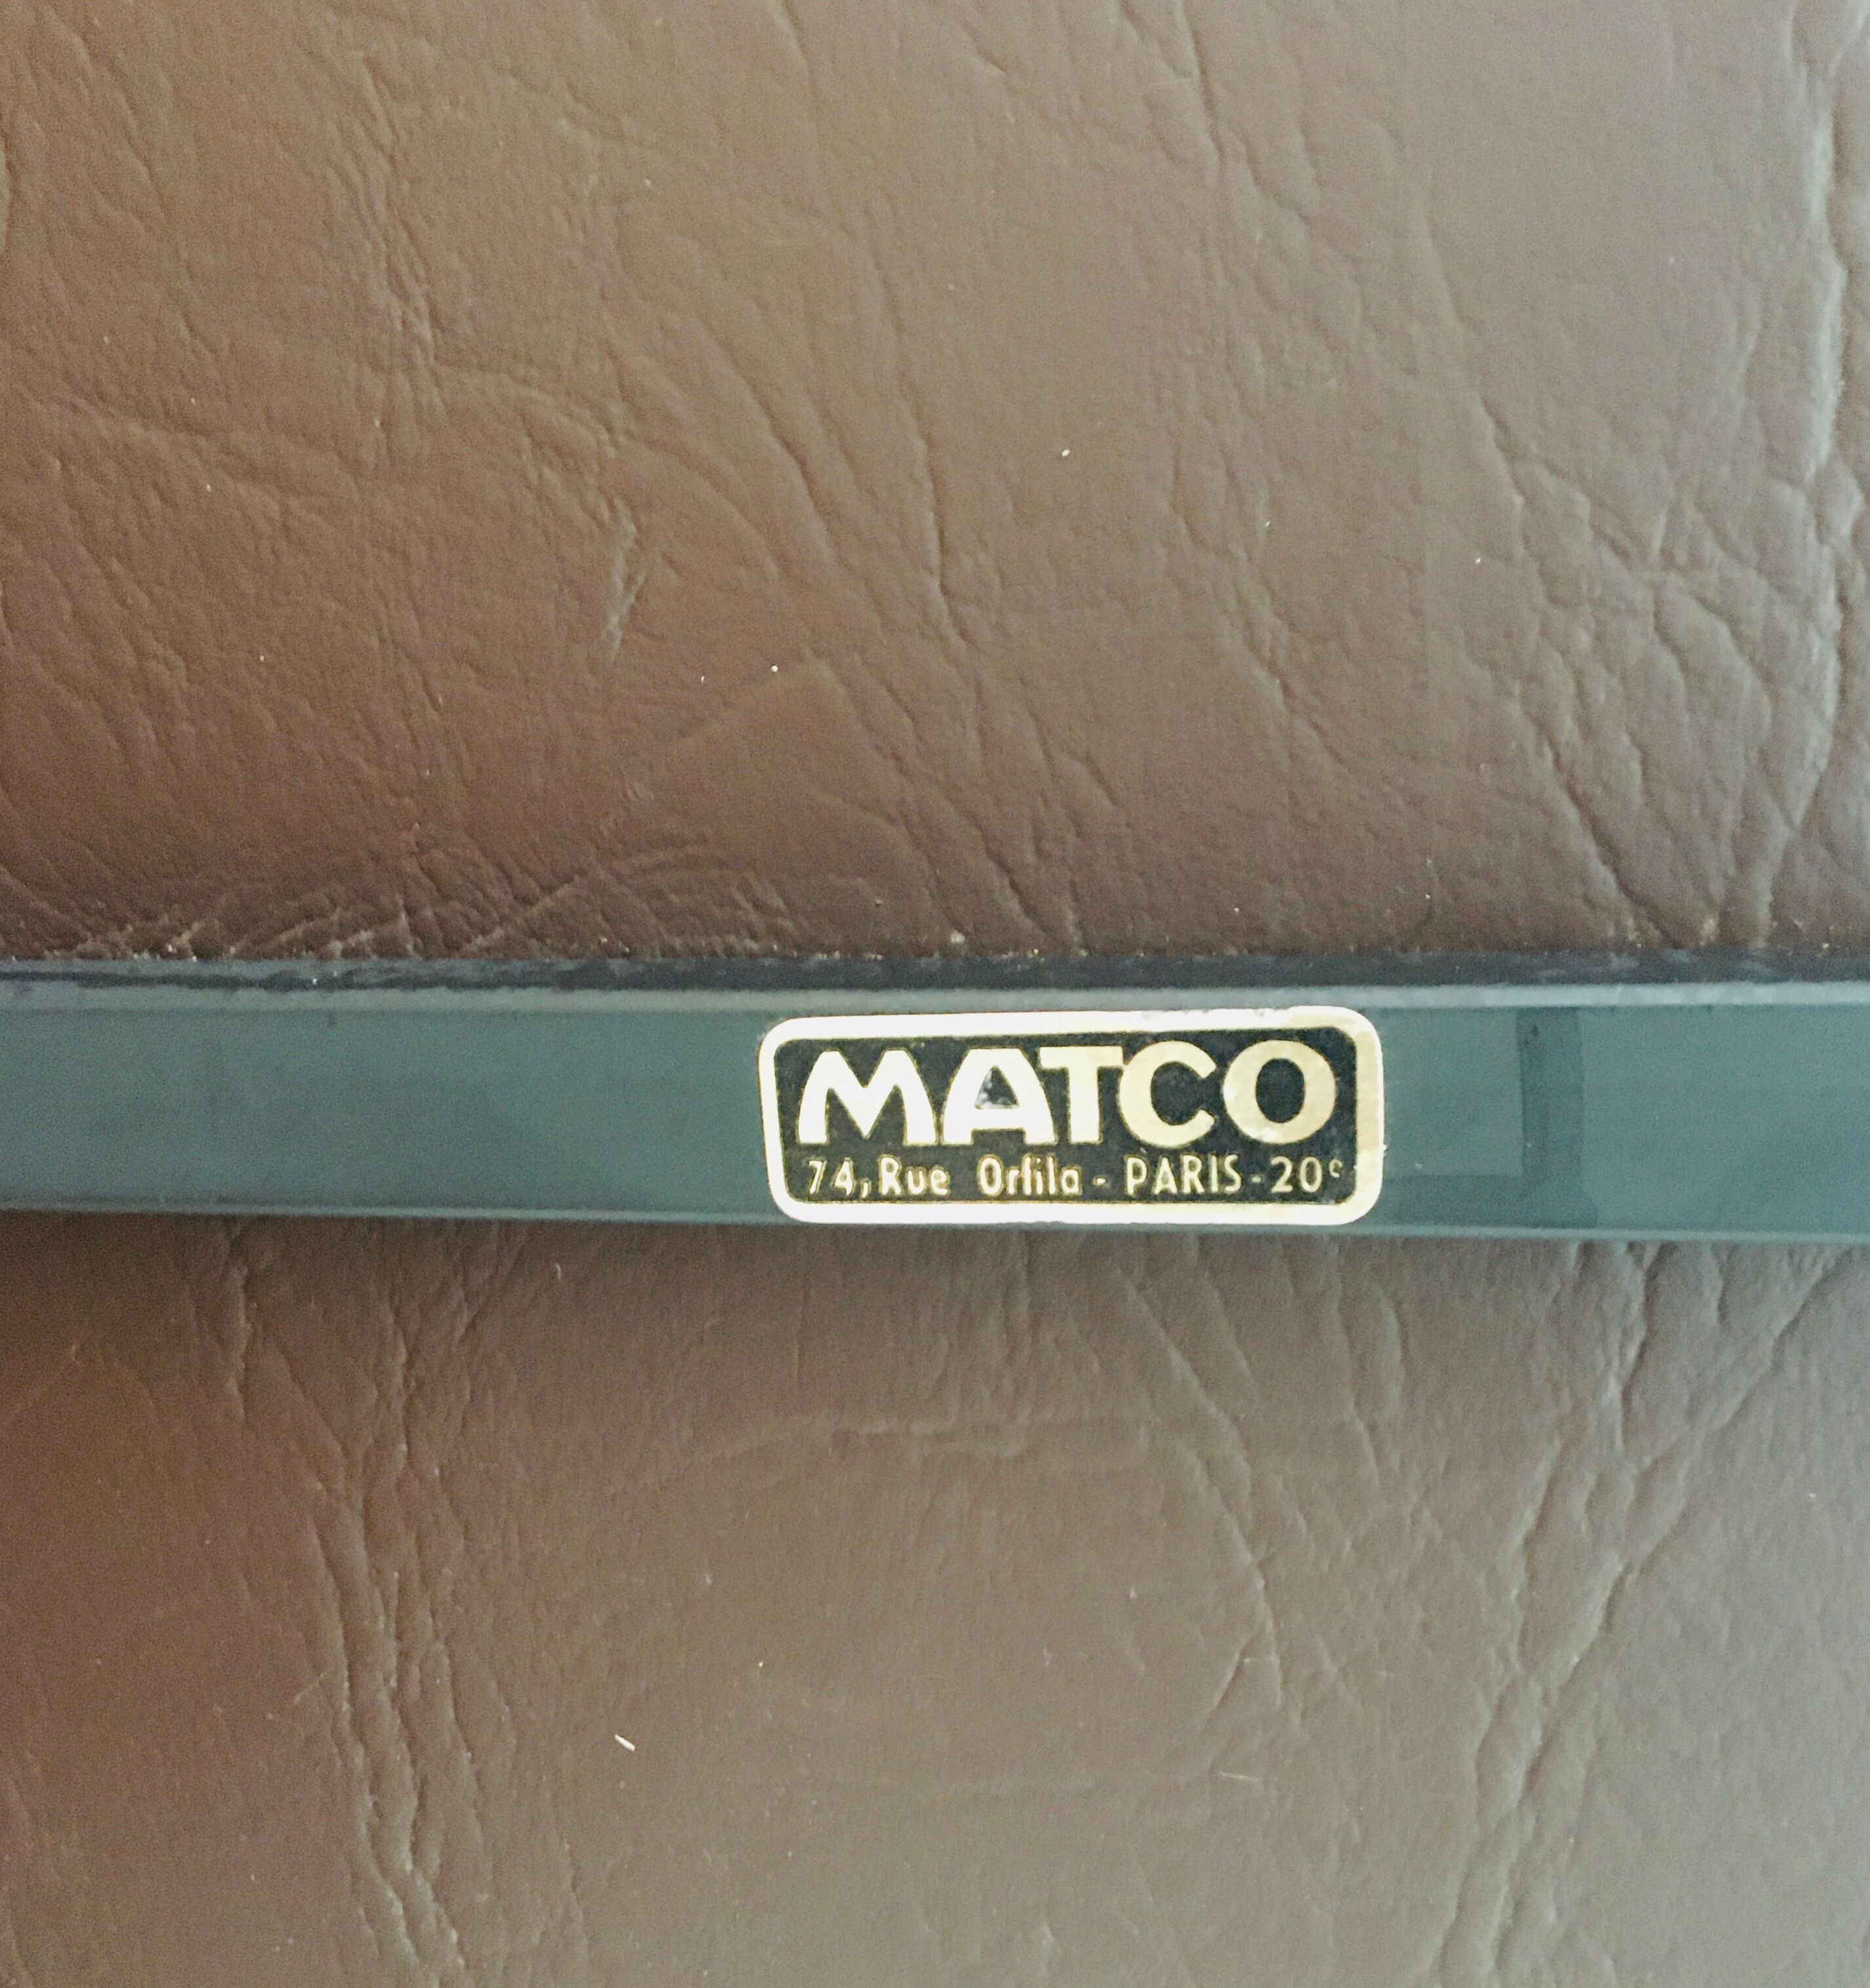 MATCO
74, Rue Orfila - PARIS - 20e